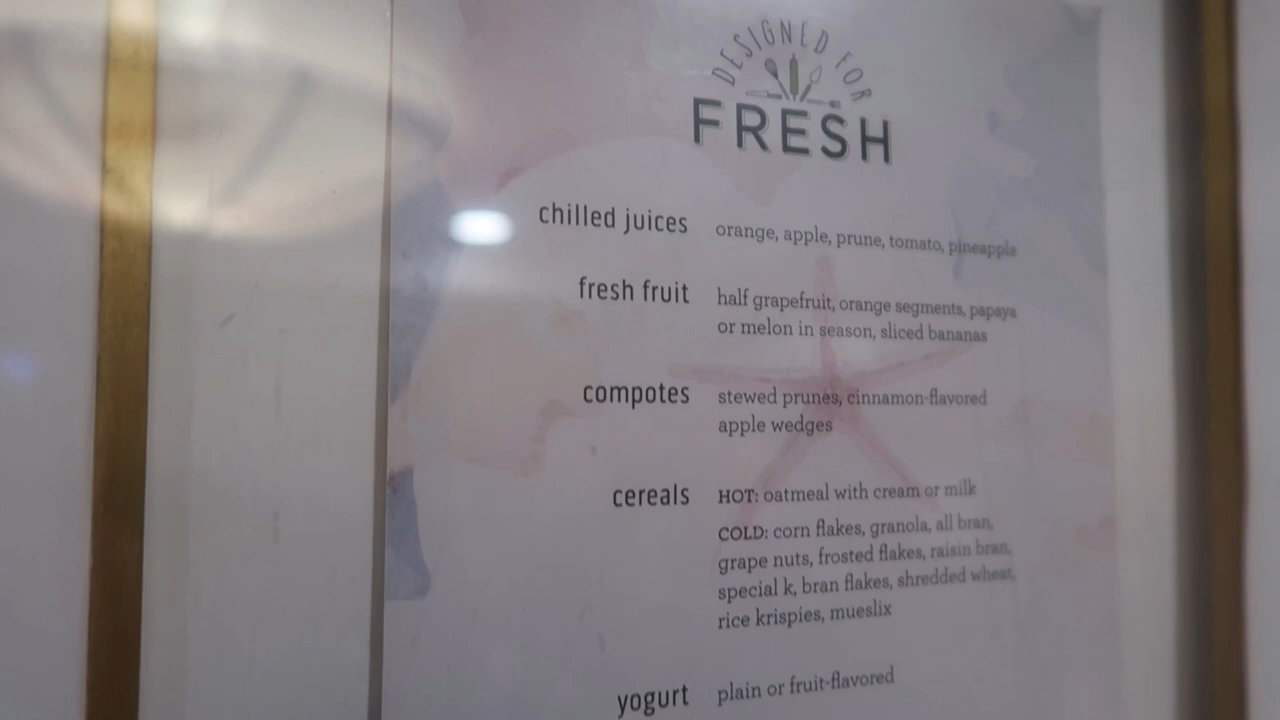 DESIGNED FOR
FRESH
chilled juices orange, apple, prune, tomato, pineapple
fresh fruit half grapefruit, orange segments, papaya
or melon in season, sliced bananas
compotes stewed prunes, cinnamon-flavored
apple wedges
cereals HOT: oatmeal with cream or milk
COLD: corn flakes, granola, all bran,
grape nuts, frosted flakes, raisin bran,
special k, bran flakes, shredded wheat,
rice krispies, mueslix
yogurt plain or fruit-flavored